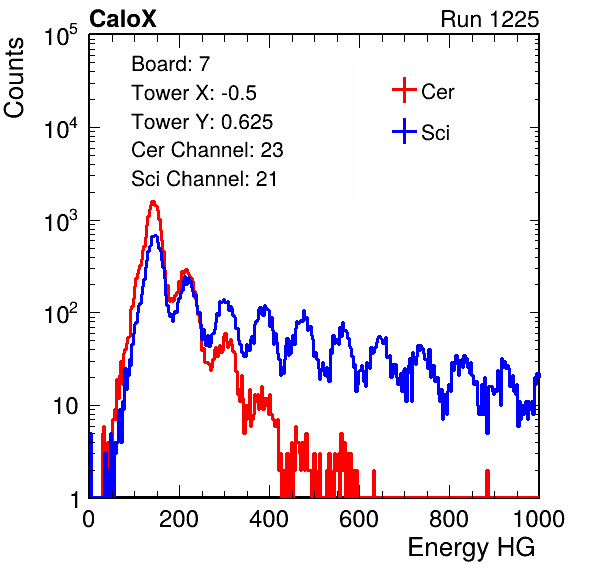 CaloX Run 1225
Board: 7
Tower X: -0.5
Tower Y: 0.625
Cer Channel: 23
Sci Channel: 21
Cer
Sci
Counts
10^5
10^4
10^3
10^2
10
1
0 200 400 600 800 1000
Energy HG